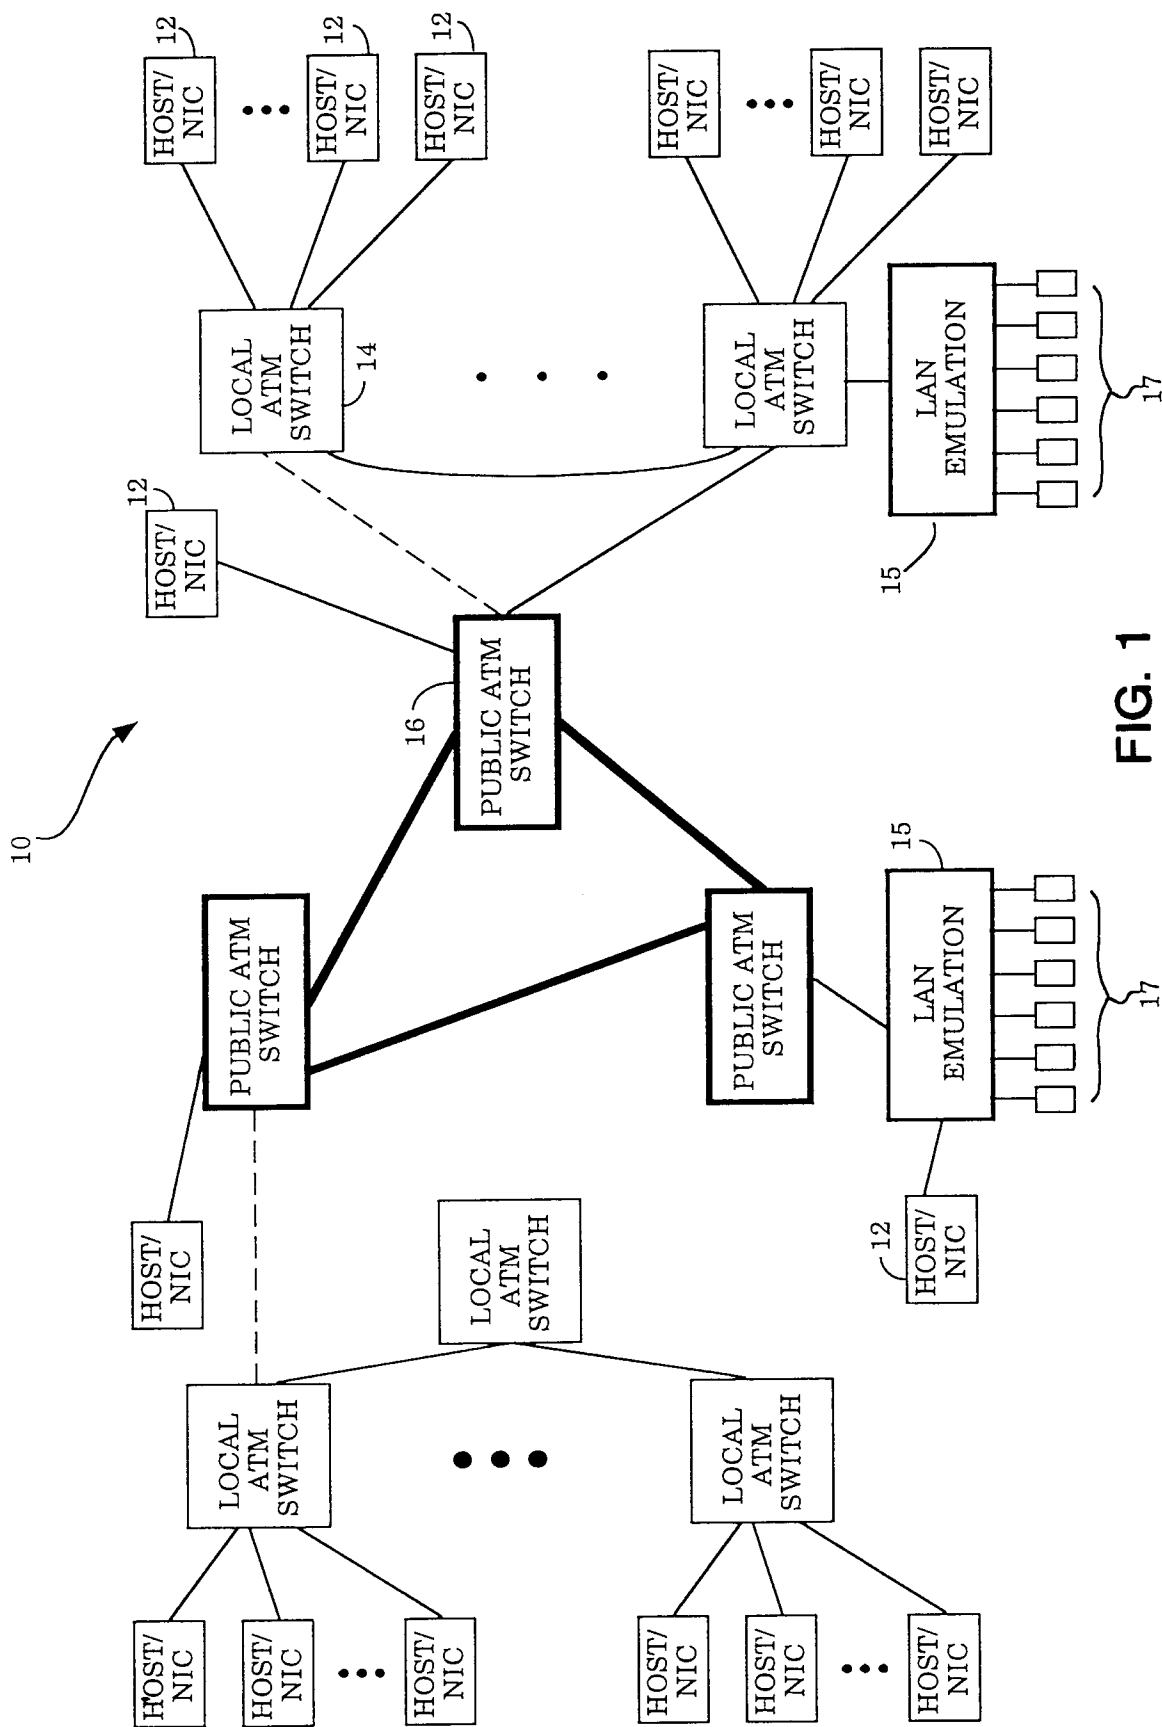 10
HOST/
NIC
HOST/
NIC
12
HOST/
NIC
12
HOST/
NIC
LOCAL
ATM
SWITCH
PUBLIC ATM
SWITCH
LOCAL
ATM
SWITCH
14
HOST/
NIC
12
HOST/
NIC
HOST/
NIC
12
HOST/
NIC
LOCAL
ATM
SWITCH
16
PUBLIC ATM
SWITCH
HOST/
NIC
HOST/
NIC
LOCAL
ATM
SWITCH
PUBLIC ATM
SWITCH
LOCAL
ATM
SWITCH
HOST/
NIC
HOST/
NIC
HOST/
NIC
12
HOST/
NIC
15
LAN
EMULATION
15
LAN
EMULATION
HOST/
NIC
17
17
FIG. 1